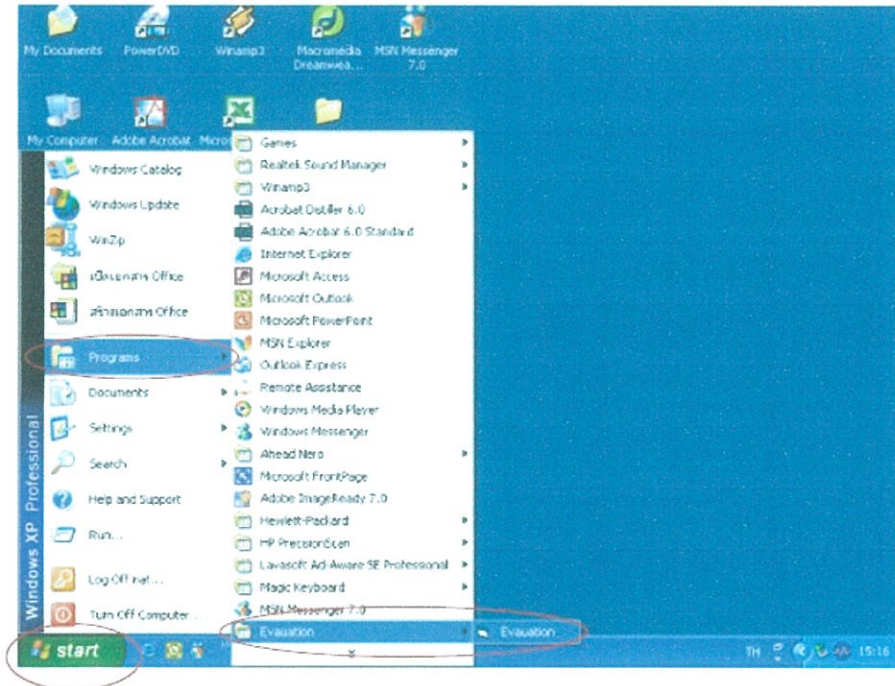 My Documents
PowerDVD
Winamp3
Macromedia Dreamwea...
MSN Messenger 7.0
My Computer
Adobe Acrobat
Micros
Windows Catalog
Windows Update
WinZip
เปิดเอกสาร Office
สร้างเอกสาร Office
Programs
Documents
Settings
Search
Help and Support
Run...
Log Off nat...
Turn Off Computer...
Windows XP Professional
Games
Realtek Sound Manager
Winamp3
Acrobat Distiller 6.0
Adobe Acrobat 6.0 Standard
Internet Explorer
Microsoft Access
Microsoft Outlook
Microsoft PowerPoint
MSN Explorer
Outlook Express
Remote Assistance
Windows Media Player
Windows Messenger
Ahead Nero
Microsoft FrontPage
Adobe ImageReady 7.0
Hewlett-Packard
HP PrecisionScan
Lavasoft Ad-Aware SE Professional
Magic Keyboard
MSN Messenger 7.0
Evaluation
Evaluation
start
TH
15:16